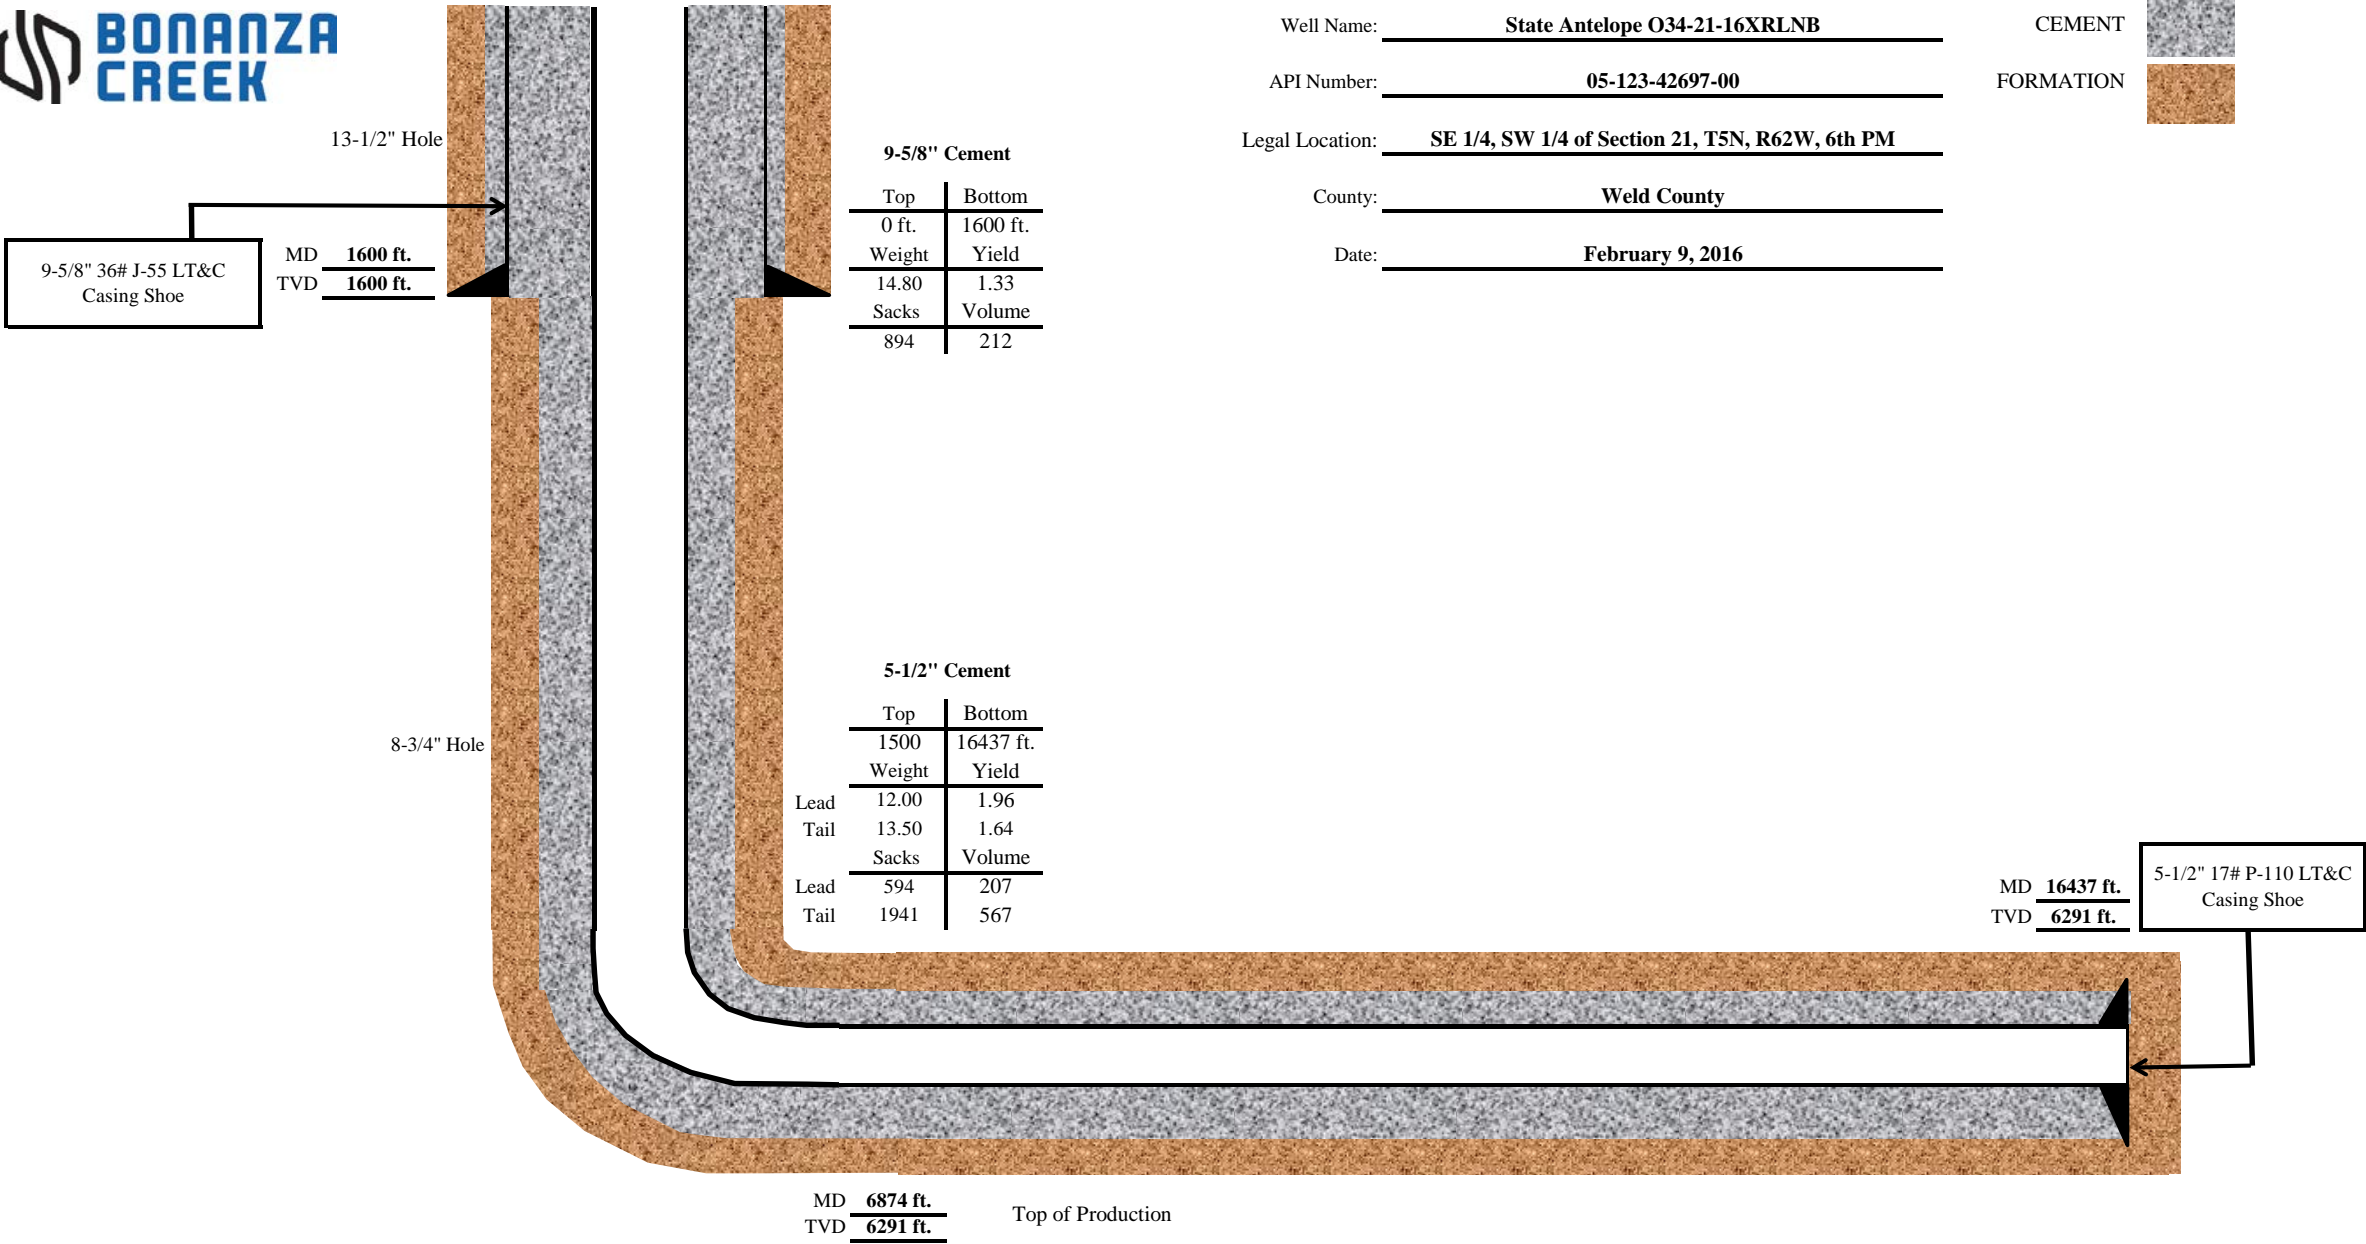 BONANZA
CREEK
Well Name: State Antelope O34-21-16XRLNB
API Number: 05-123-42697-00
Legal Location: SE 1/4, SW 1/4 of Section 21, T5N, R62W, 6th PM
County: Weld County
Date: February 9, 2016
CEMENT
FORMATION
13-1/2" Hole
9-5/8" 36# J-55 LT&C
Casing Shoe
MD 1600 ft.
TVD 1600 ft.
9-5/8" Cement
Top Bottom
0 ft. 1600 ft.
Weight Yield
14.80 1.33
Sacks Volume
894 212
8-3/4" Hole
5-1/2" Cement
Top Bottom
1500 16437 ft.
Weight Yield
Lead 12.00 1.96
Tail 13.50 1.64
Sacks Volume
Lead 594 207
Tail 1941 567
MD 16437 ft.
TVD 6291 ft.
5-1/2" 17# P-110 LT&C
Casing Shoe
MD 6874 ft.
TVD 6291 ft.
Top of Production